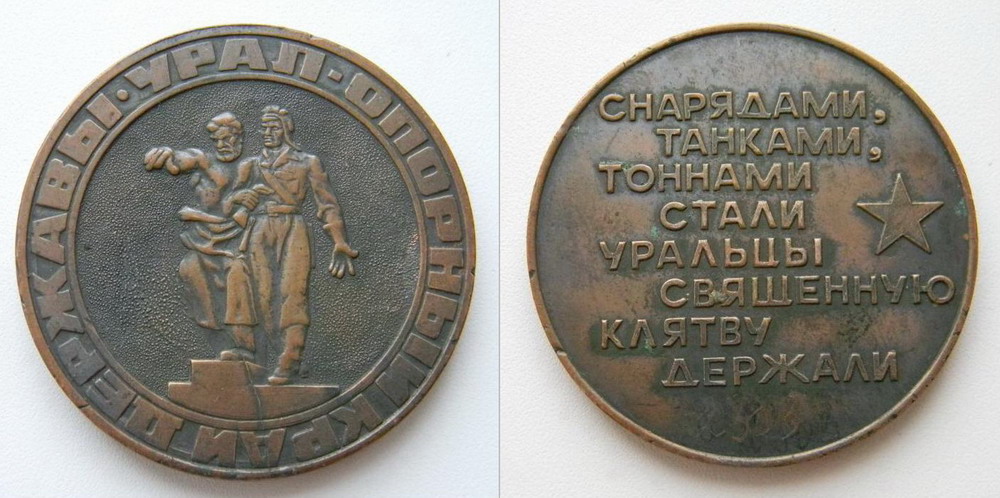 УРАЛ-ОПОРНЫЙ КРАЙ ДЕРЖАВЫ·
СНАРЯДАМИ,
ТАНКАМИ,
ТОННАМИ
СТАЛИ
УРАЛЬЦЫ
СВЯЩЕННУЮ
КЛЯТВУ
ДЕРЖАЛИ